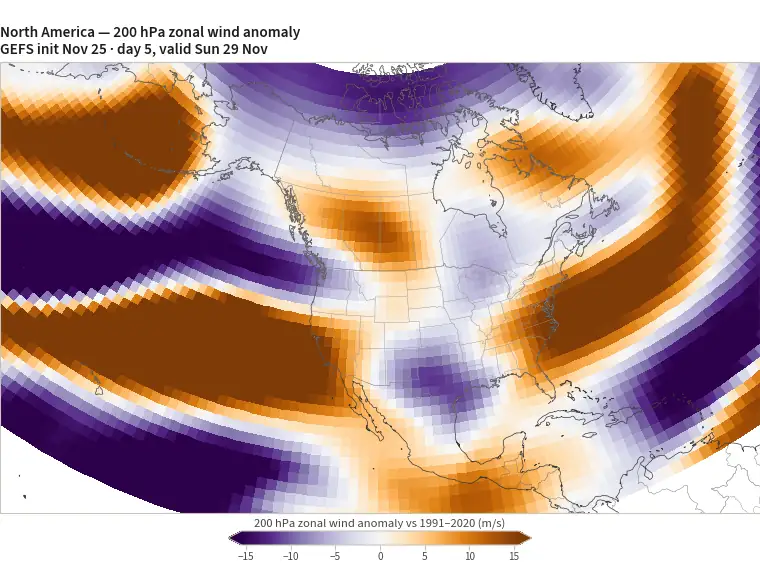 North America — 200 hPa zonal wind anomaly
GEFS init Nov 25 · day 5, valid Sun 29 Nov
200 hPa zonal wind anomaly vs 1991–2020 (m/s)
−15 −10 −5 0 5 10 15